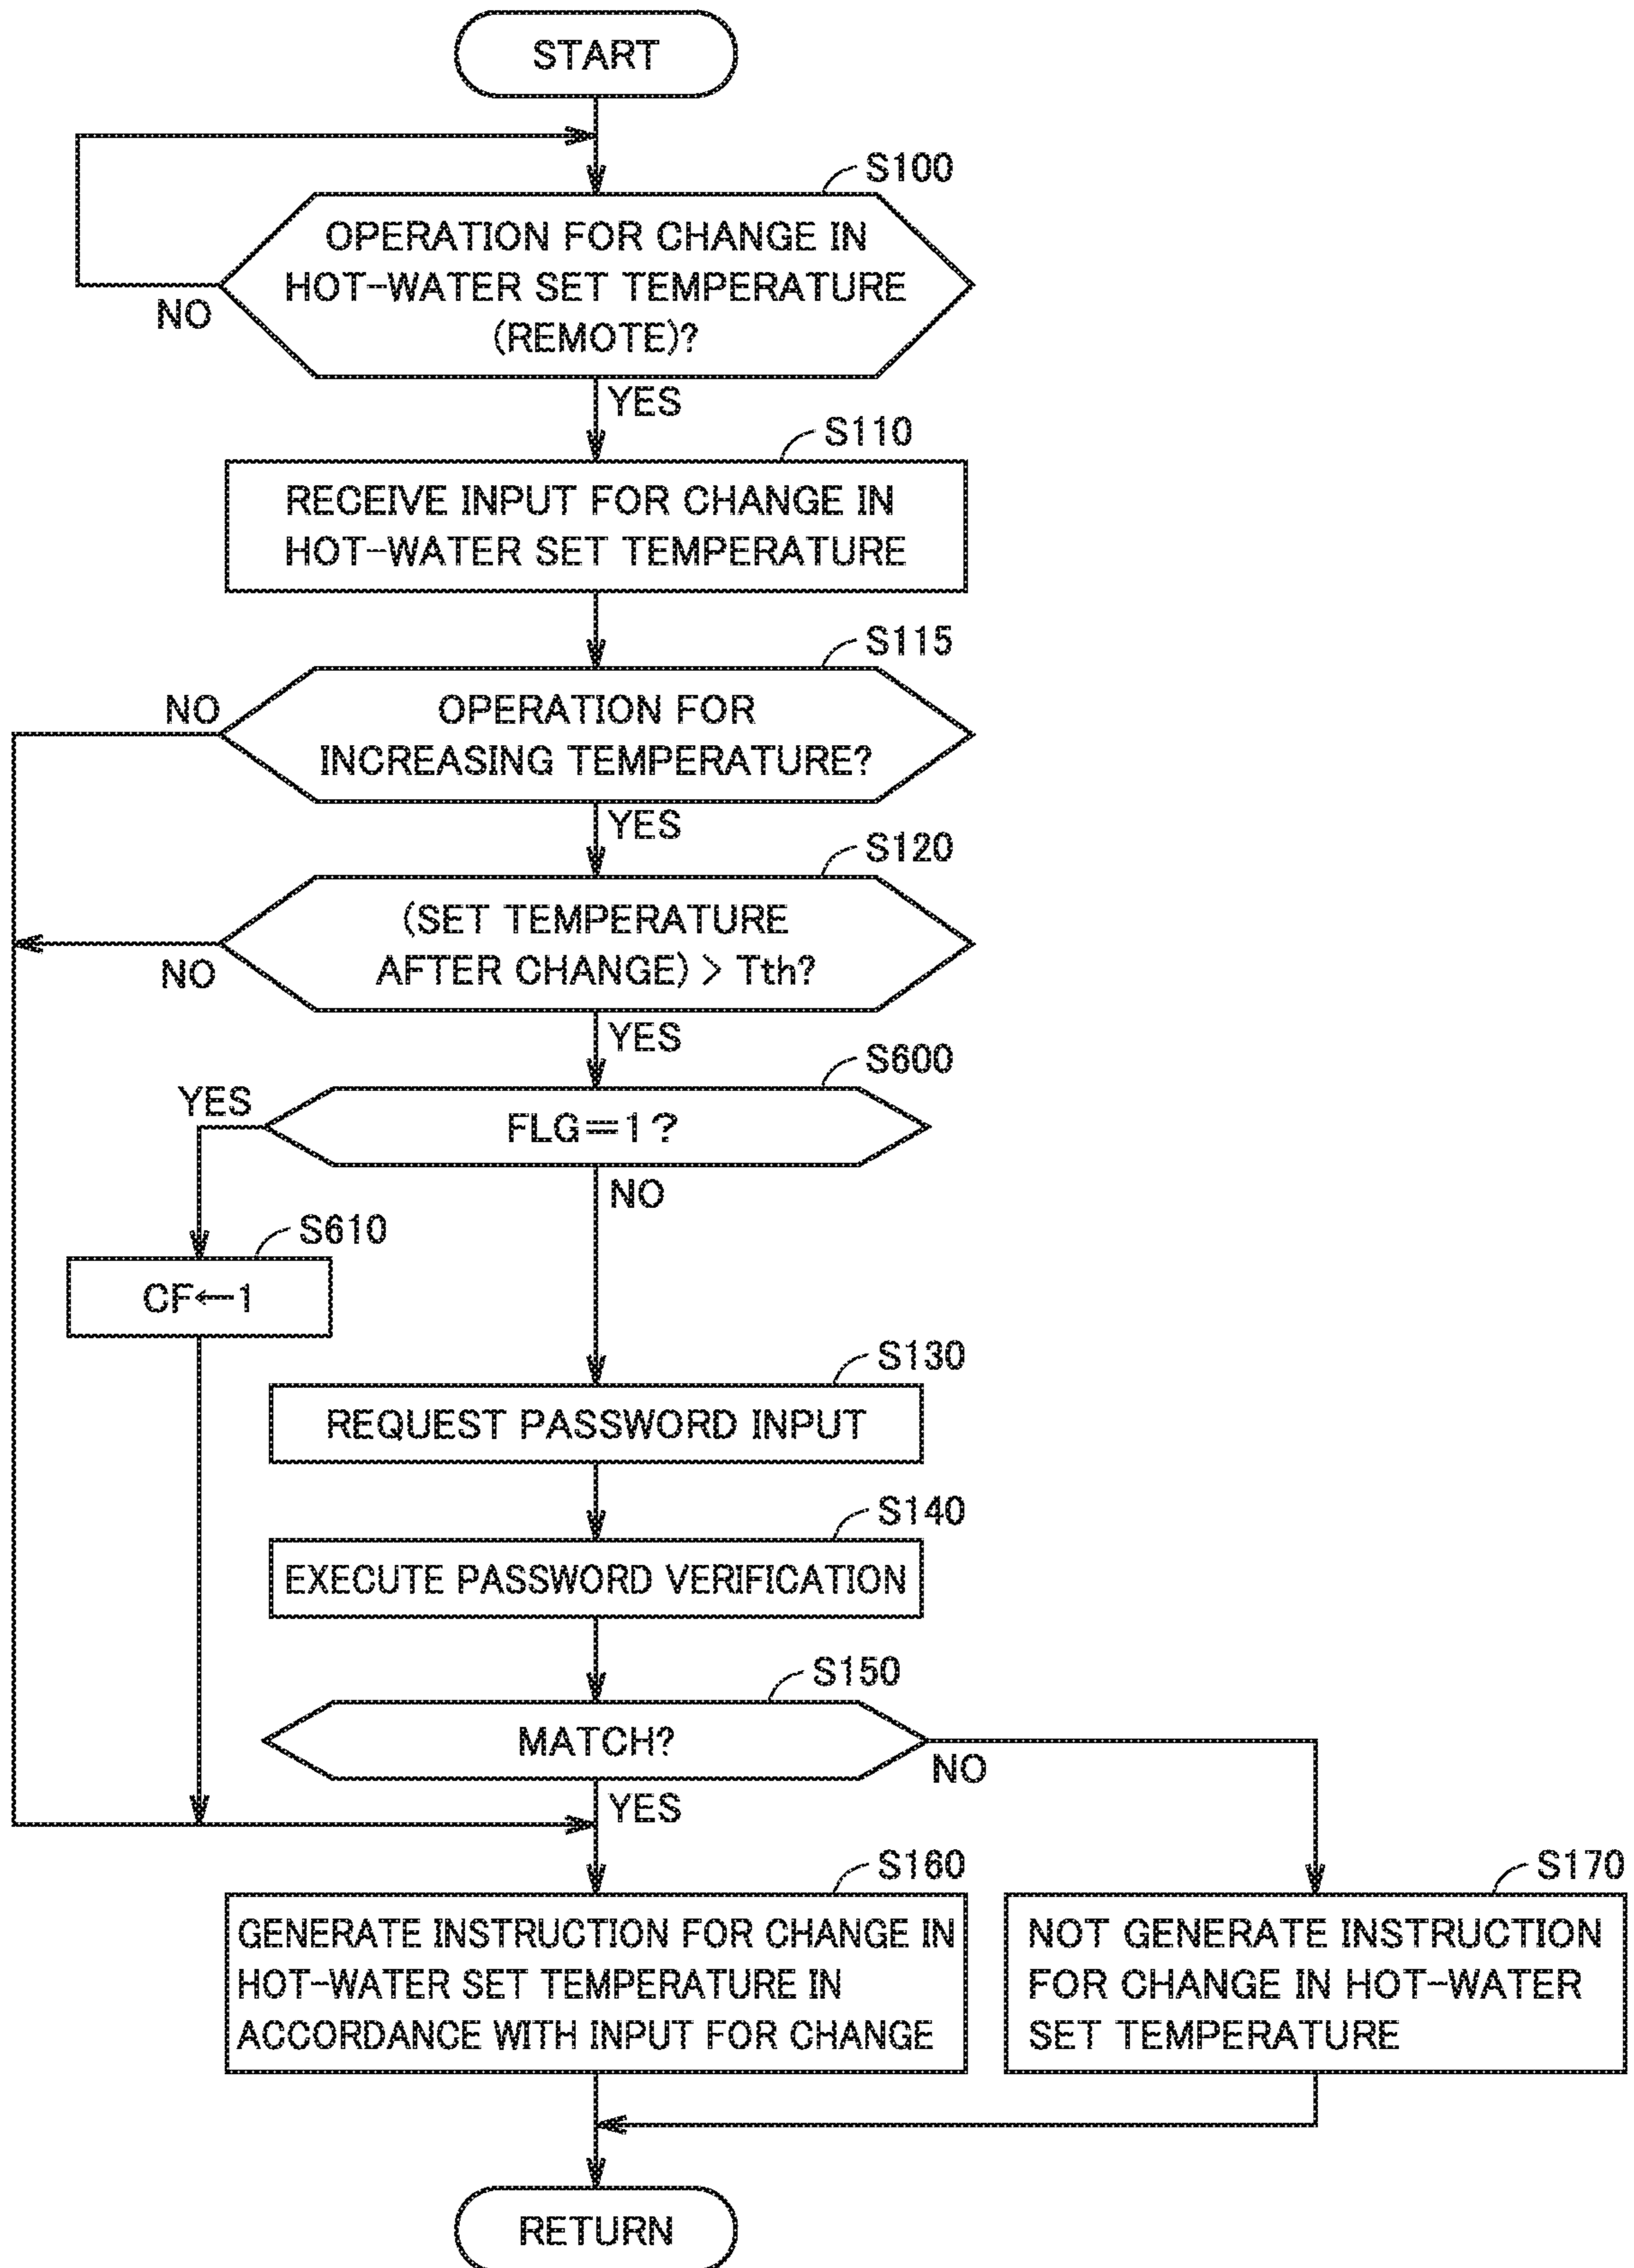 START
S100
OPERATION FOR CHANGE IN
HOT-WATER SET TEMPERATURE
(REMOTE)?
NO
YES
S110
RECEIVE INPUT FOR CHANGE IN
HOT-WATER SET TEMPERATURE
S115
NO
OPERATION FOR
INCREASING TEMPERATURE?
YES
S120
(SET TEMPERATURE
AFTER CHANGE) > Tth?
NO
YES
S600
YES
FLG=1?
NO
S610
CF←1
S130
REQUEST PASSWORD INPUT
S140
EXECUTE PASSWORD VERIFICATION
S150
MATCH?
NO
YES
S160
GENERATE INSTRUCTION FOR CHANGE IN
HOT-WATER SET TEMPERATURE IN
ACCORDANCE WITH INPUT FOR CHANGE
S170
NOT GENERATE INSTRUCTION
FOR CHANGE IN HOT-WATER
SET TEMPERATURE
RETURN